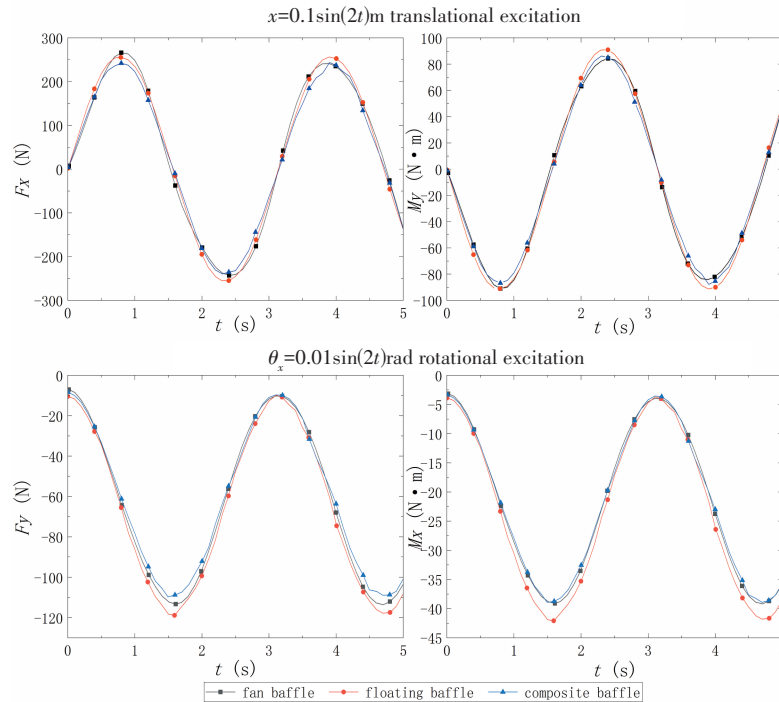 x=0.1sin(2t)m translational excitation
300
200
100
0
-100
-200
-300
Fx (N)
0 1 2 3 4 5
t (s)
100
80
60
40
20
0
-20
-40
-60
-80
-100
My (N•m)
0 1 2 3 4
t (s)
θx=0.01sin(2t)rad rotational excitation
0
-20
-40
-60
-80
-100
-120
Fy (N)
0 1 2 3 4 5
t (s)
0
-5
-10
-15
-20
-25
-30
-35
-40
-45
Mx (N•m)
0 1 2 3 4
t (s)
fan baffle floating baffle composite baffle